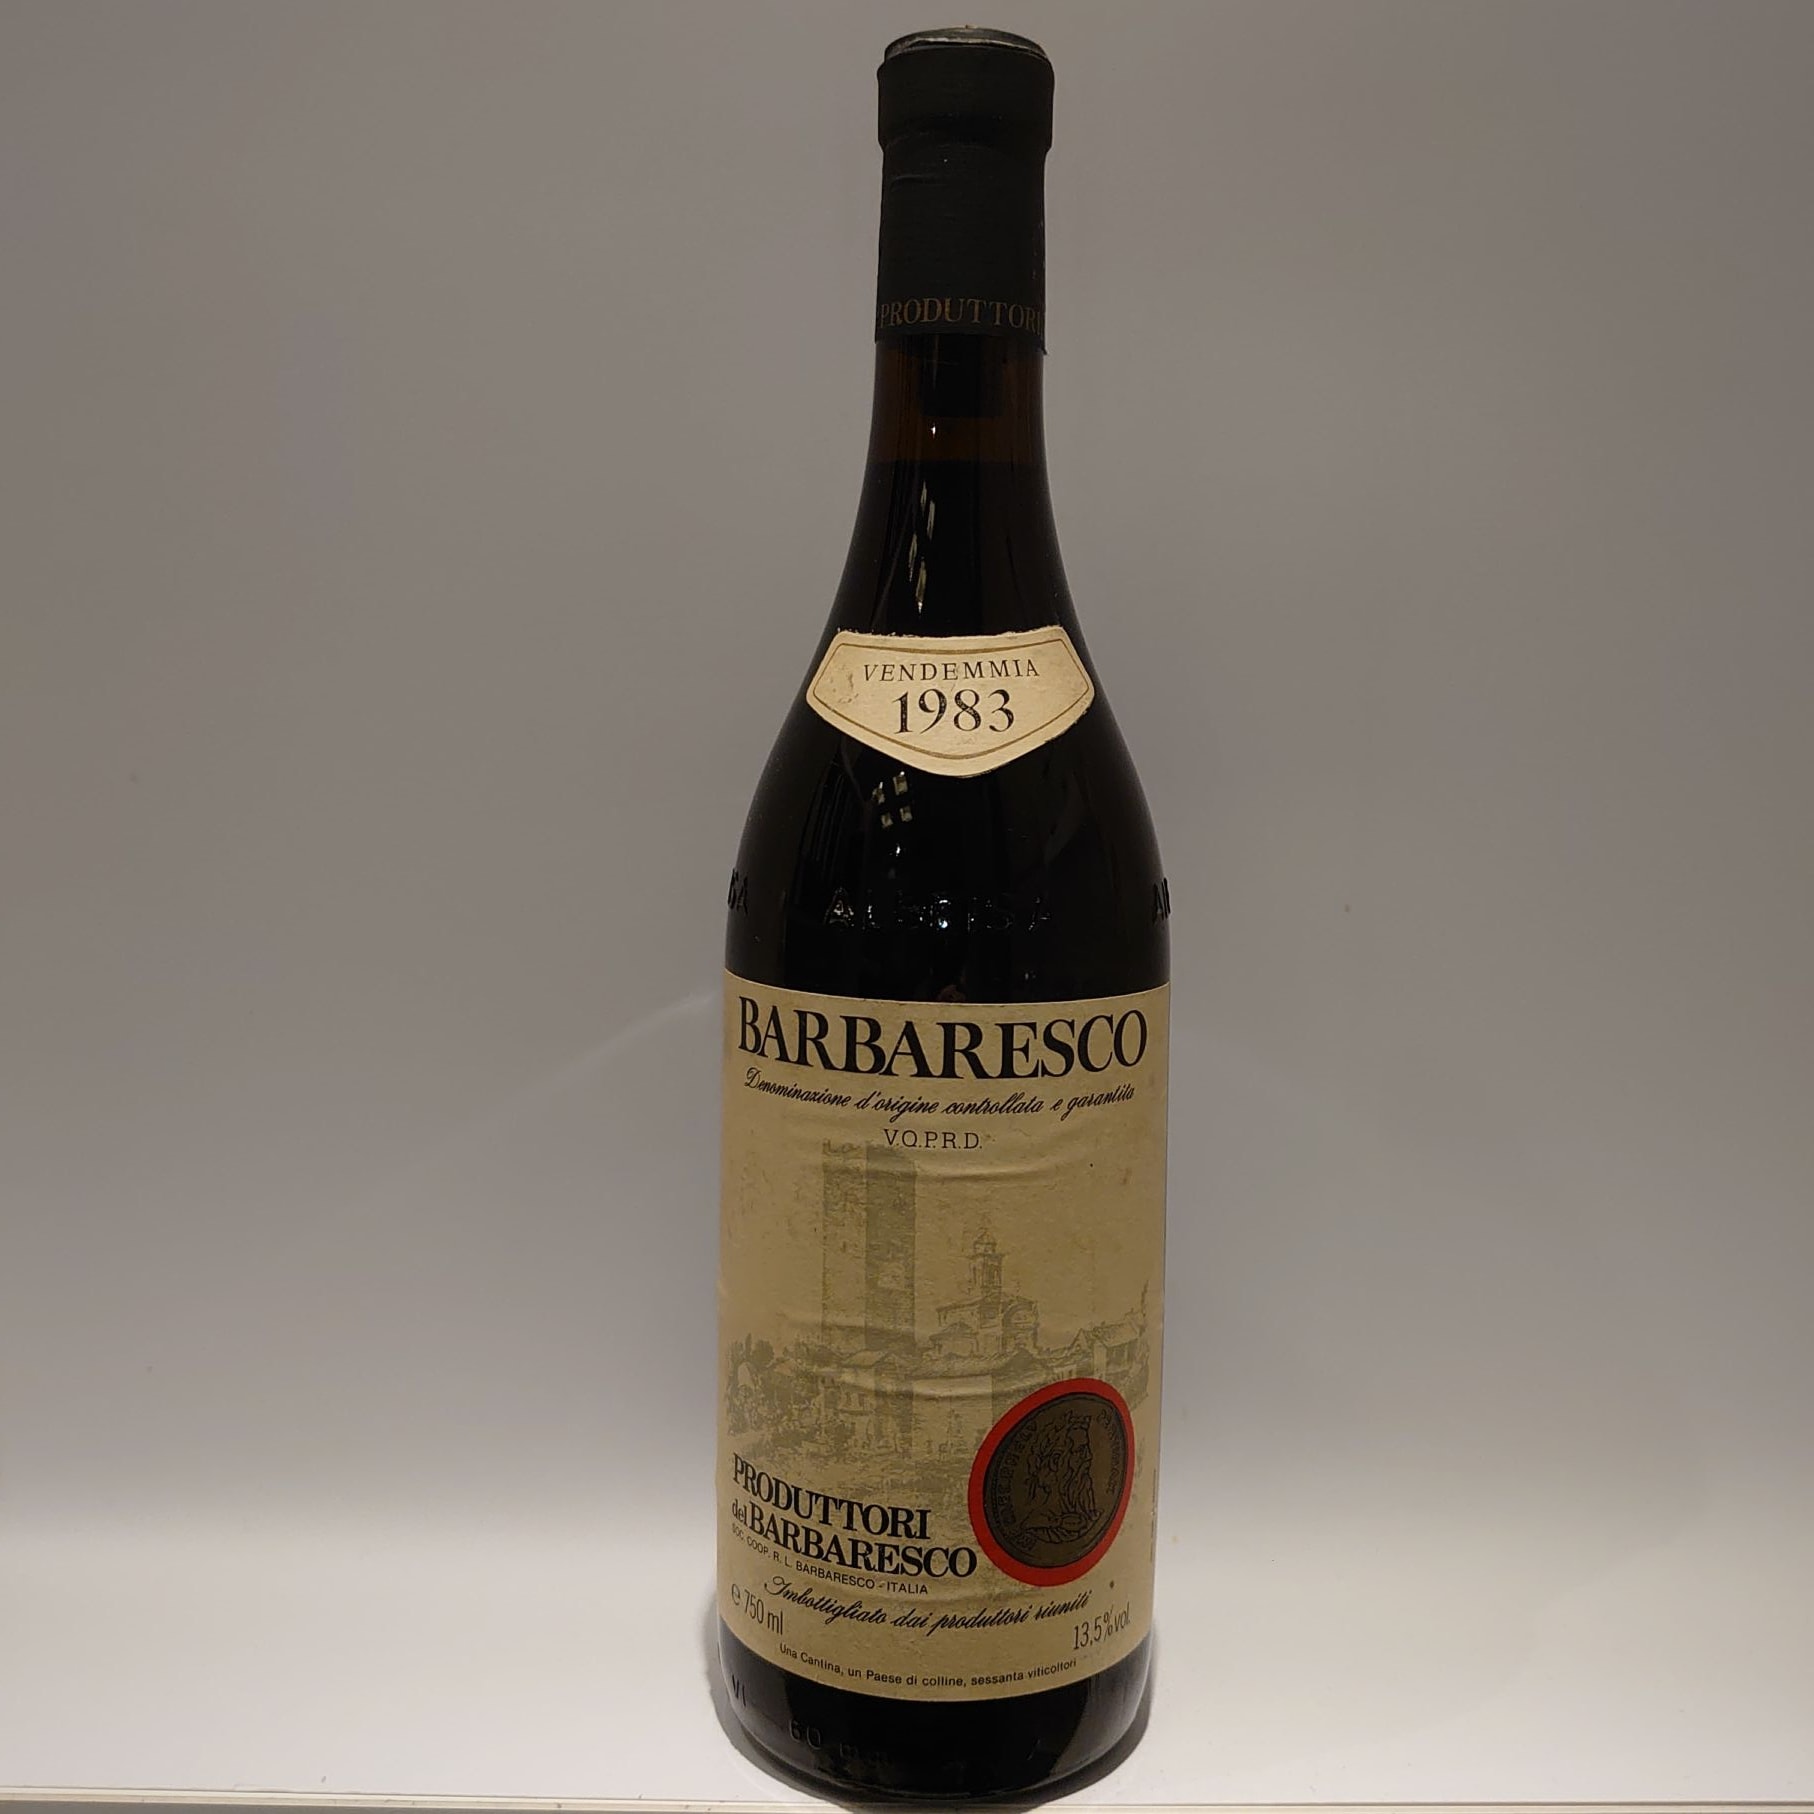 PRODUTTORI
VENDEMMIA
1983
ALBEISA
BARBARESCO
Denominazione d'origine controllata e garantita
V.Q.P.R.D.
PRODUTTORI
del BARBARESCO
SOC. COOP. R. L. BARBARESCO - ITALIA
Imbottigliato dai produttori riuniti
e 750 ml
13,5% vol.
Una Cantina, un Paese di colline, sessanta viticoltori